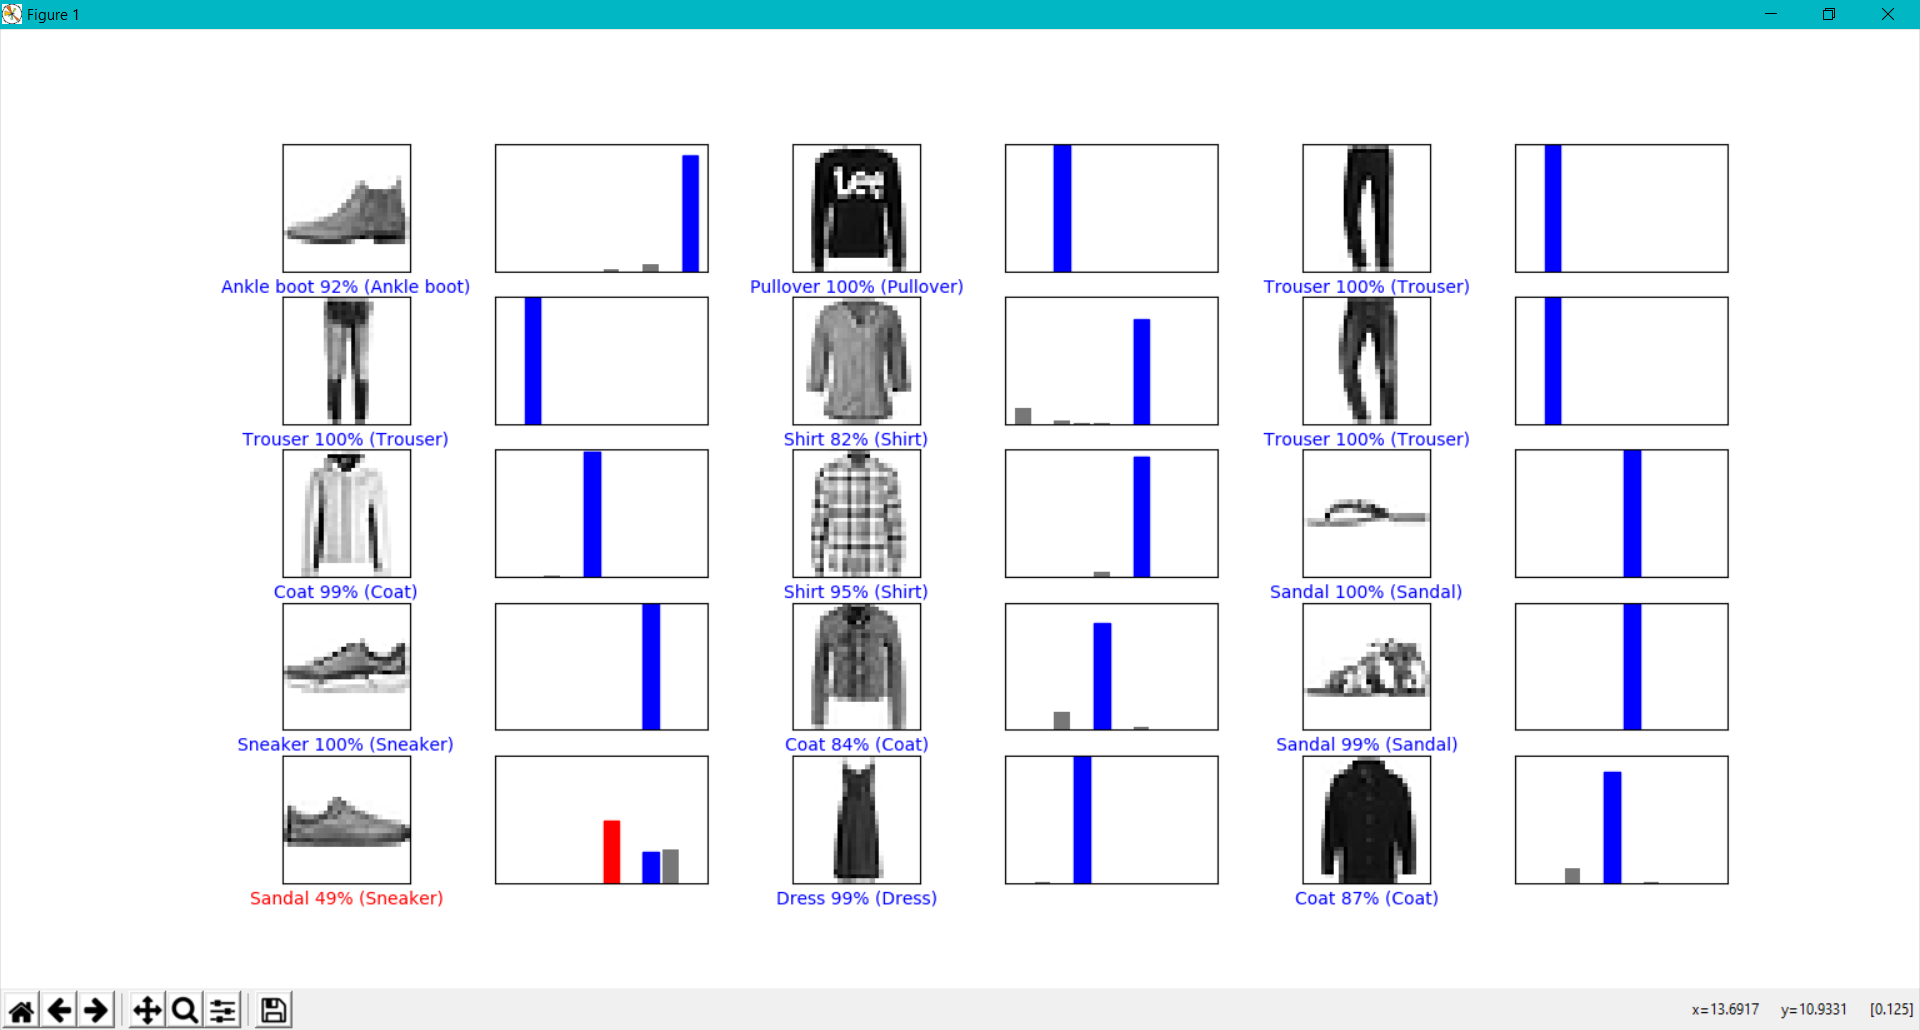 Figure 1
Lee
Ankle boot 92% (Ankle boot)
Pullover 100% (Pullover)
Trouser 100% (Trouser)
Trouser 100% (Trouser)
Shirt 82% (Shirt)
Trouser 100% (Trouser)
Coat 99% (Coat)
Shirt 95% (Shirt)
Sandal 100% (Sandal)
Sneaker 100% (Sneaker)
Coat 84% (Coat)
Sandal 99% (Sandal)
Sandal 49% (Sneaker)
Dress 99% (Dress)
Coat 87% (Coat)
x=13.6917 y=10.9331 [0.125]